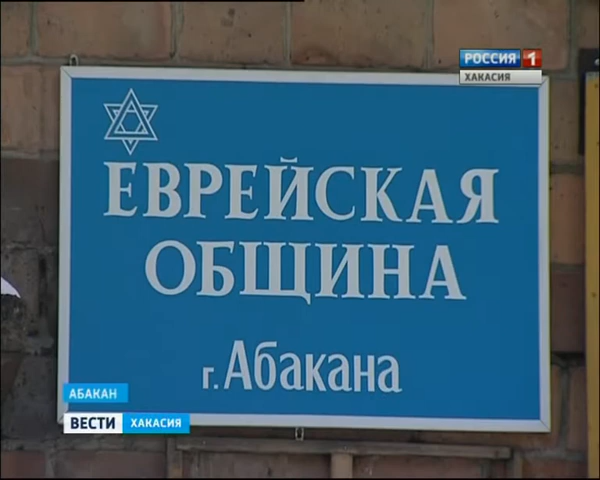 РОССИЯ 1
ХАКАСИЯ
ЕВРЕЙСКАЯ
ОБЩИНА
г. Абакана
АБАКАН
ВЕСТИ ХАКАСИЯ